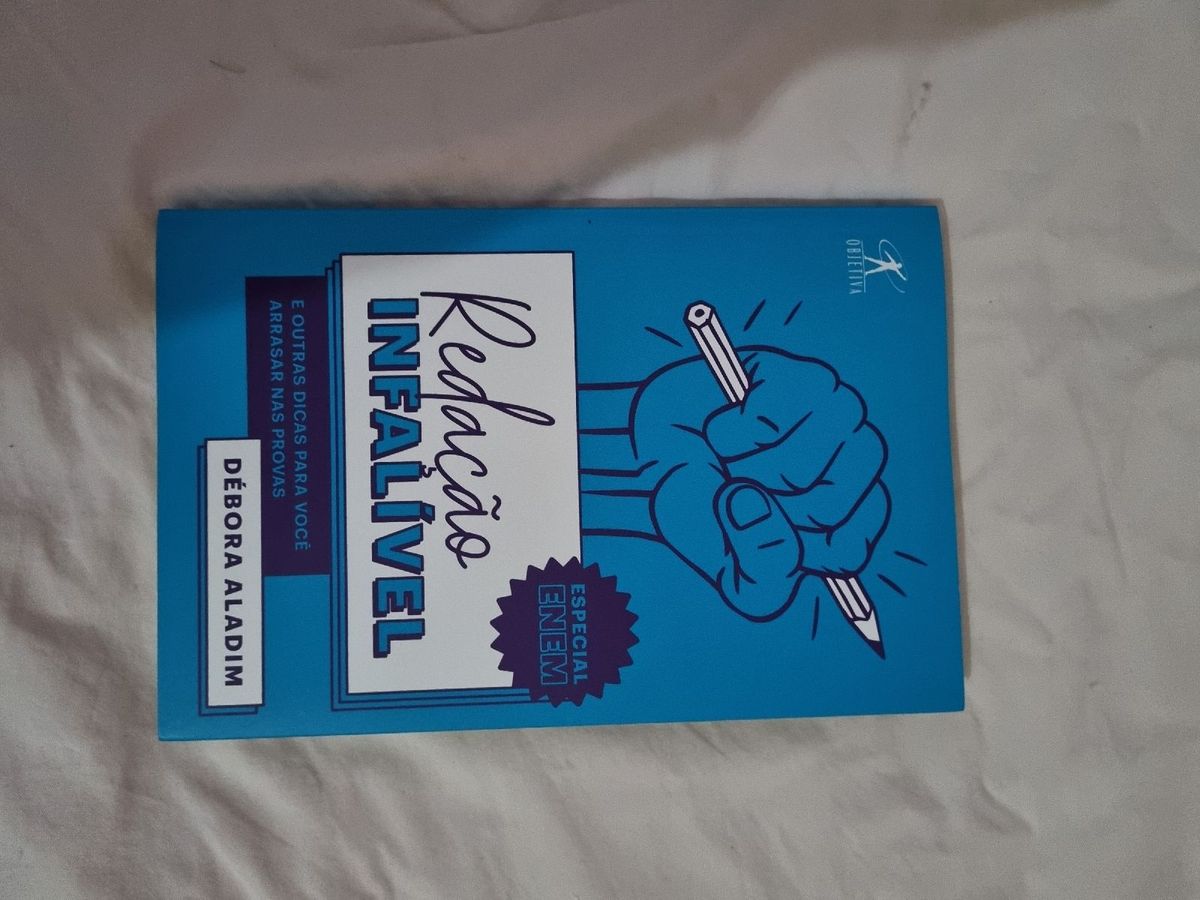 OBJETIVA
Redação
INFALÍVEL
ESPECIAL
ENEM
E OUTRAS DICAS PARA VOCÊ
ARRASAR NAS PROVAS
DÉBORA ALADIM